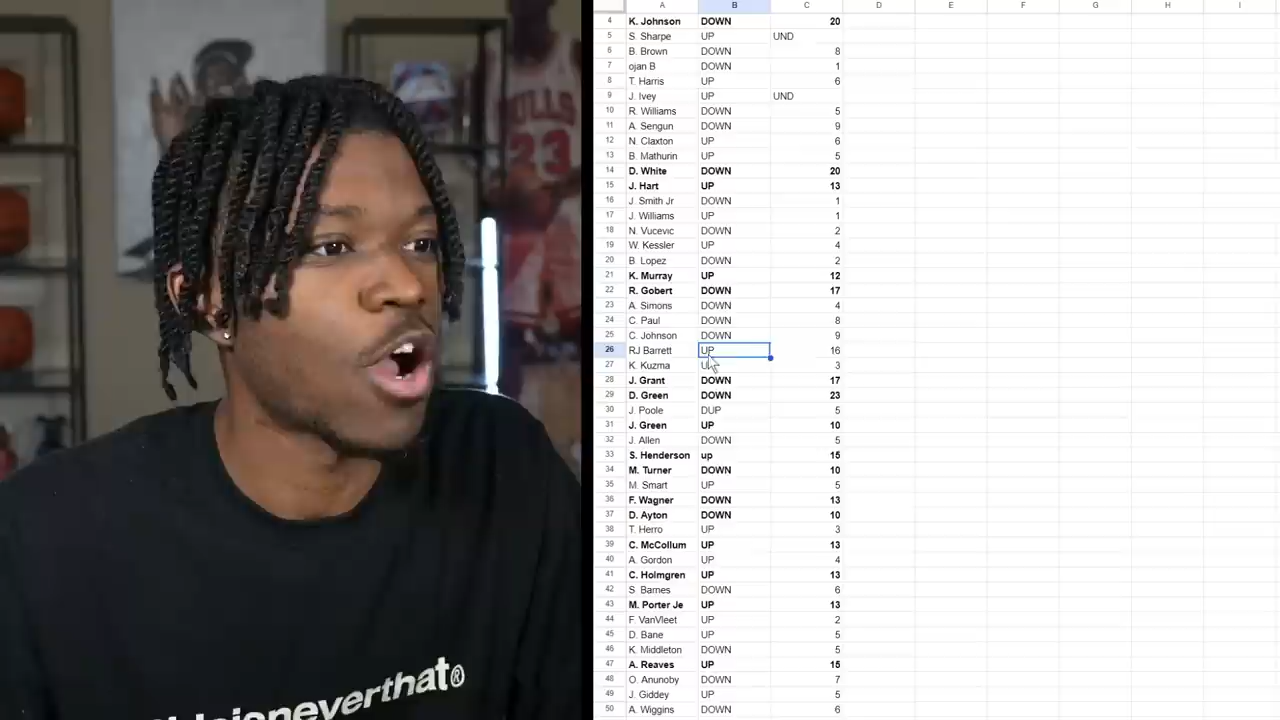 A B C D E F G H I
4 K. Johnson DOWN 20
5 S. Sharpe UP UND
6 B. Brown DOWN 8
7 ojan B DOWN 1
8 T. Harris UP 6
9 J. Ivey UP UND
10 R. Williams DOWN 5
11 A. Sengun DOWN 9
12 N. Claxton UP 6
13 B. Mathurin UP 5
14 D. White DOWN 20
15 J. Hart UP 13
16 J. Smith Jr DOWN 1
17 J. Williams UP 1
18 N. Vucevic DOWN 2
19 W. Kessler UP 4
20 B. Lopez DOWN 2
21 K. Murray UP 12
22 R. Gobert DOWN 17
23 A. Simons DOWN 4
24 C. Paul DOWN 8
25 C. Johnson DOWN 9
26 RJ Barrett UP 16
27 K. Kuzma UP 3
28 J. Grant DOWN 17
29 D. Green DOWN 23
30 J. Poole DUP 5
31 J. Green UP 10
32 J. Allen DOWN 5
33 S. Henderson up 15
34 M. Turner DOWN 10
35 M. Smart UP 5
36 F. Wagner DOWN 13
37 D. Ayton DOWN 10
38 T. Herro UP 3
39 C. McCollum UP 13
40 A. Gordon UP 4
41 C. Holmgren UP 13
42 S Barnes DOWN 6
43 M. Porter Je UP 13
44 F. VanVleet UP 2
45 D. Bane UP 5
46 K. Middleton DOWN 5
47 A. Reaves UP 15
48 O. Anunoby DOWN 7
49 J. Giddey UP 5
50 A. Wiggins DOWN 6
BULLS
23
neverthat®